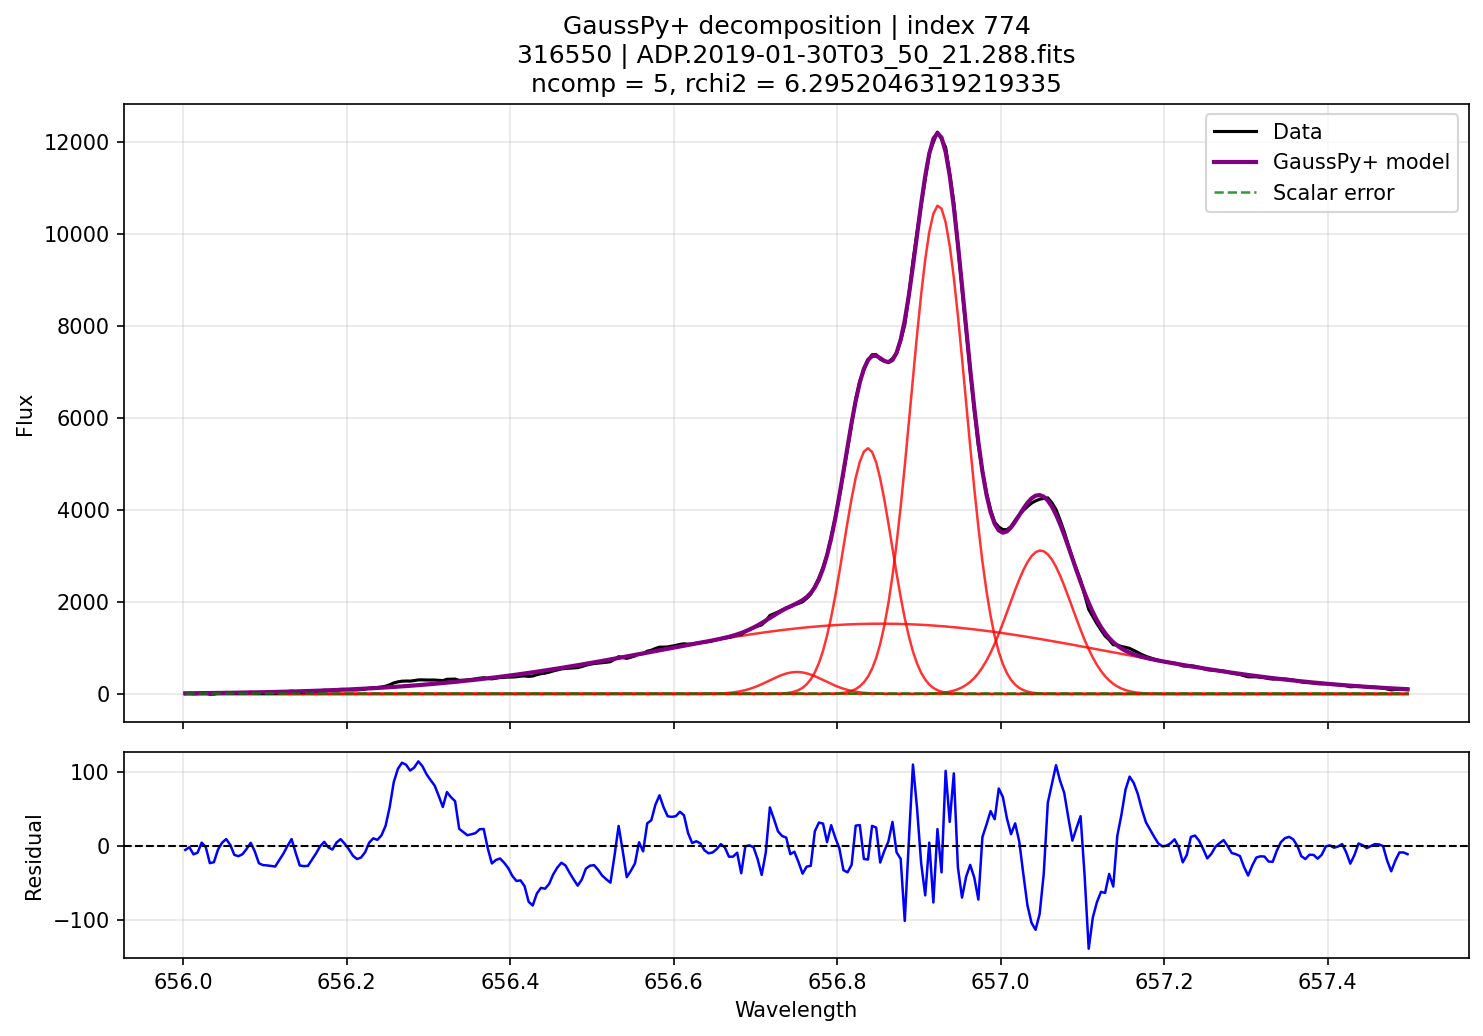 GaussPy+ decomposition | index 774
316550 | ADP.2019-01-30T03_50_21.288.fits
ncomp = 5, rchi2 = 6.2952046319219335
Data
GaussPy+ model
Scalar error
12000
10000
8000
6000
4000
2000
0
Flux
100
0
−100
Residual
656.0 656.2 656.4 656.6 656.8 657.0 657.2 657.4
Wavelength